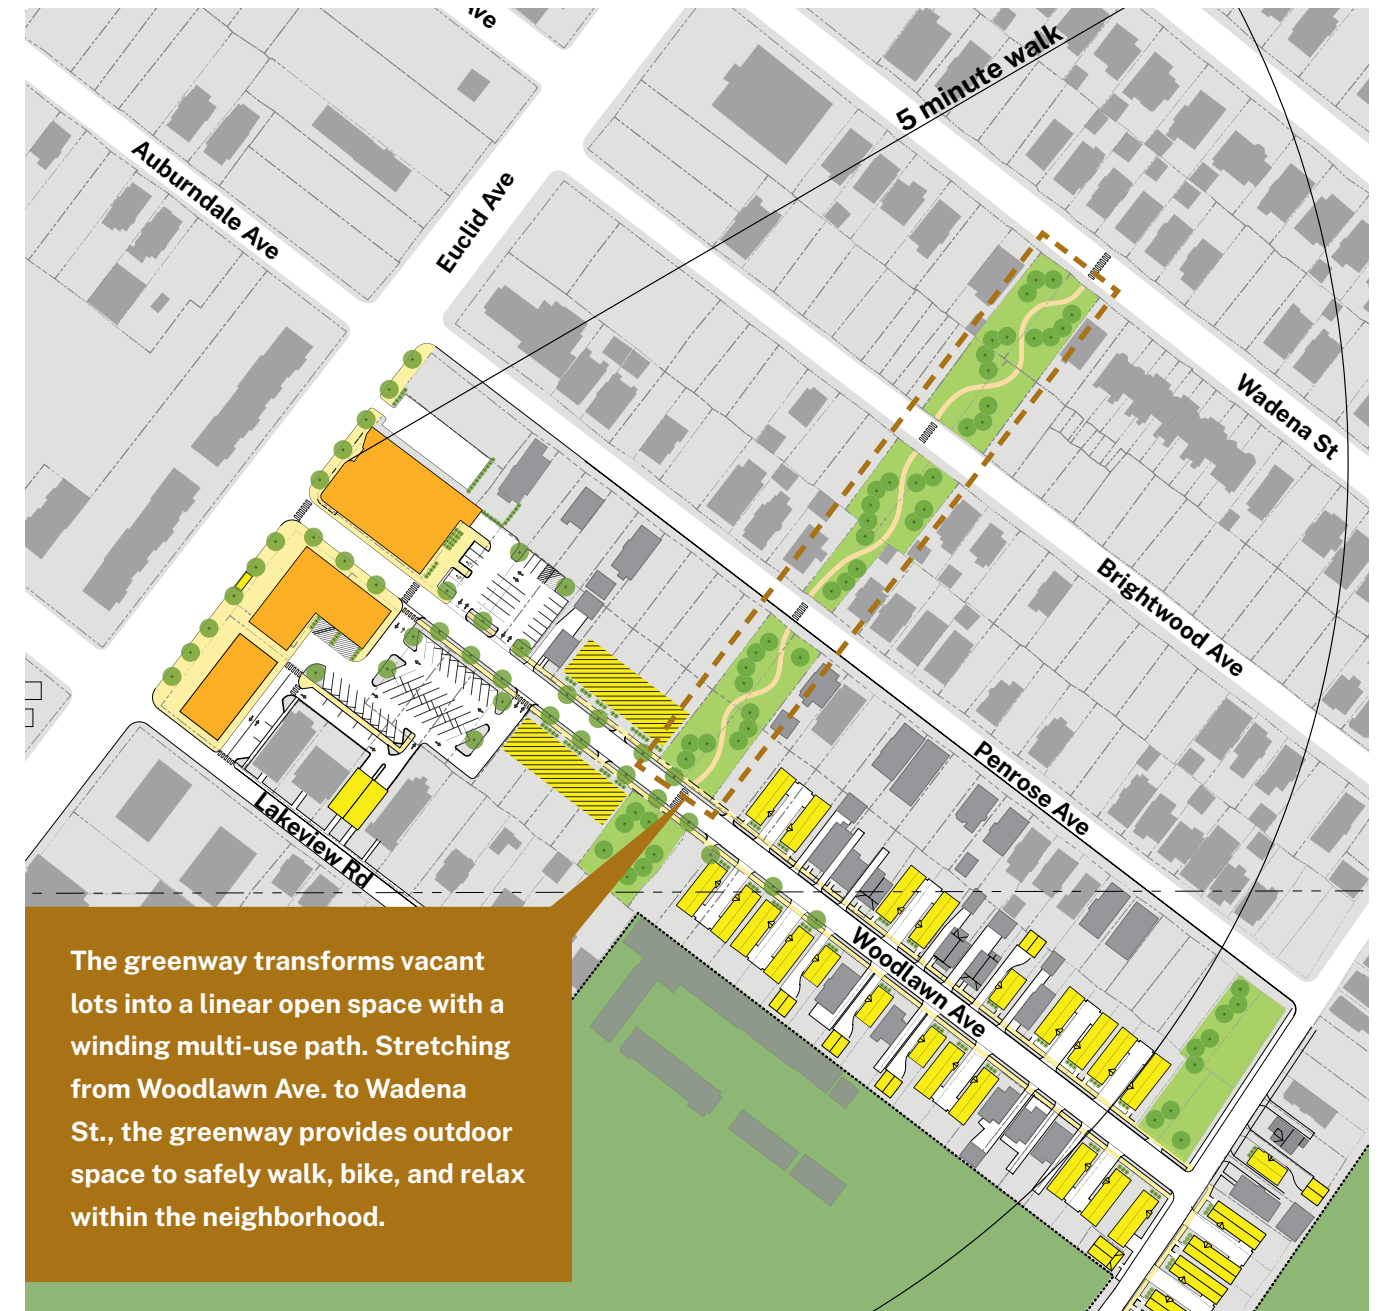 Ave
5 minute walk
Auburndale Ave
Euclid Ave
Wadena St
Brightwood Ave
Penrose Ave
Lakeview Rd
Woodlawn Ave
The greenway transforms vacant
lots into a linear open space with a
winding multi-use path. Stretching
from Woodlawn Ave. to Wadena
St., the greenway provides outdoor
space to safely walk, bike, and relax
within the neighborhood.